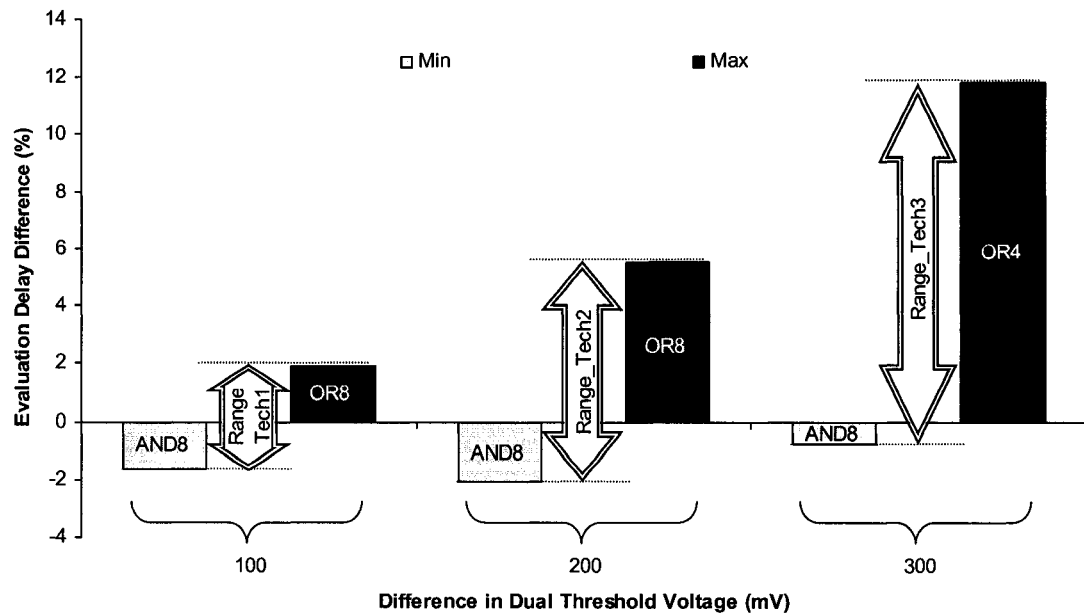 14
12
10
8
6
4
2
0
-2
-4
Evaluation Delay Difference (%)
Min
Max
AND8
Range
Tech1
OR8
AND8
Range_Tech2
OR8
AND8
Range_Tech3
OR4
100
200
300
Difference in Dual Threshold Voltage (mV)